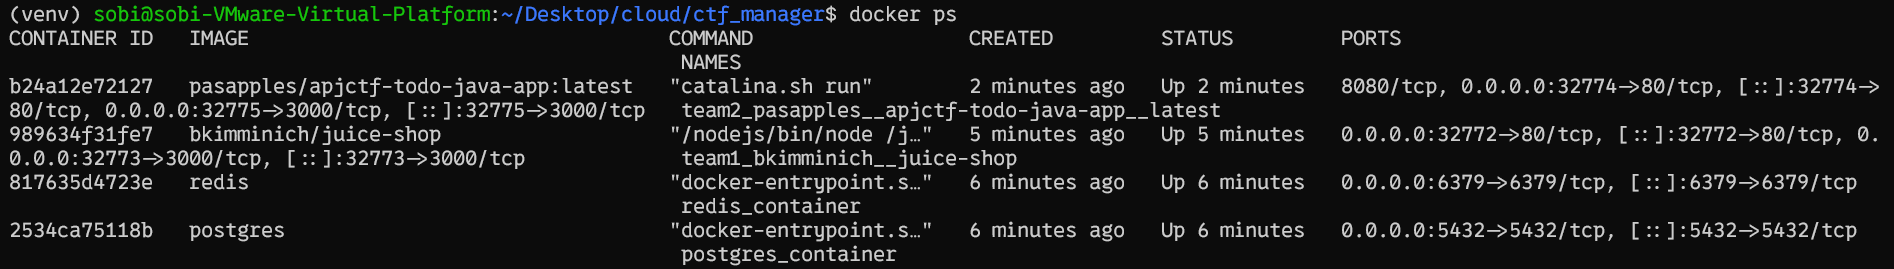 (venv) sobi@sobi-VMware-Virtual-Platform:~/Desktop/cloud/ctf_manager$ docker ps
CONTAINER ID   IMAGE                                   COMMAND                  CREATED         STATUS         PORTS
NAMES
b24a12e72127   pasapples/apjctf-todo-java-app:latest   "catalina.sh run"        2 minutes ago   Up 2 minutes   8080/tcp, 0.0.0.0:32774->80/tcp, [::]:32774->
80/tcp, 0.0.0.0:32775->3000/tcp, [::]:32775->3000/tcp   team2_pasapples__apjctf-todo-java-app__latest
989634f31fe7   bkimminich/juice-shop                   "/nodejs/bin/node /j…"   5 minutes ago   Up 5 minutes   0.0.0.0:32772->80/tcp, [::]:32772->80/tcp, 0.
0.0.0:32773->3000/tcp, [::]:32773->3000/tcp             team1_bkimminich__juice-shop
817635d4723e   redis                                   "docker-entrypoint.s…"   6 minutes ago   Up 6 minutes   0.0.0.0:6379->6379/tcp, [::]:6379->6379/tcp
redis_container
2534ca75118b   postgres                                "docker-entrypoint.s…"   6 minutes ago   Up 6 minutes   0.0.0.0:5432->5432/tcp, [::]:5432->5432/tcp
postgres_container